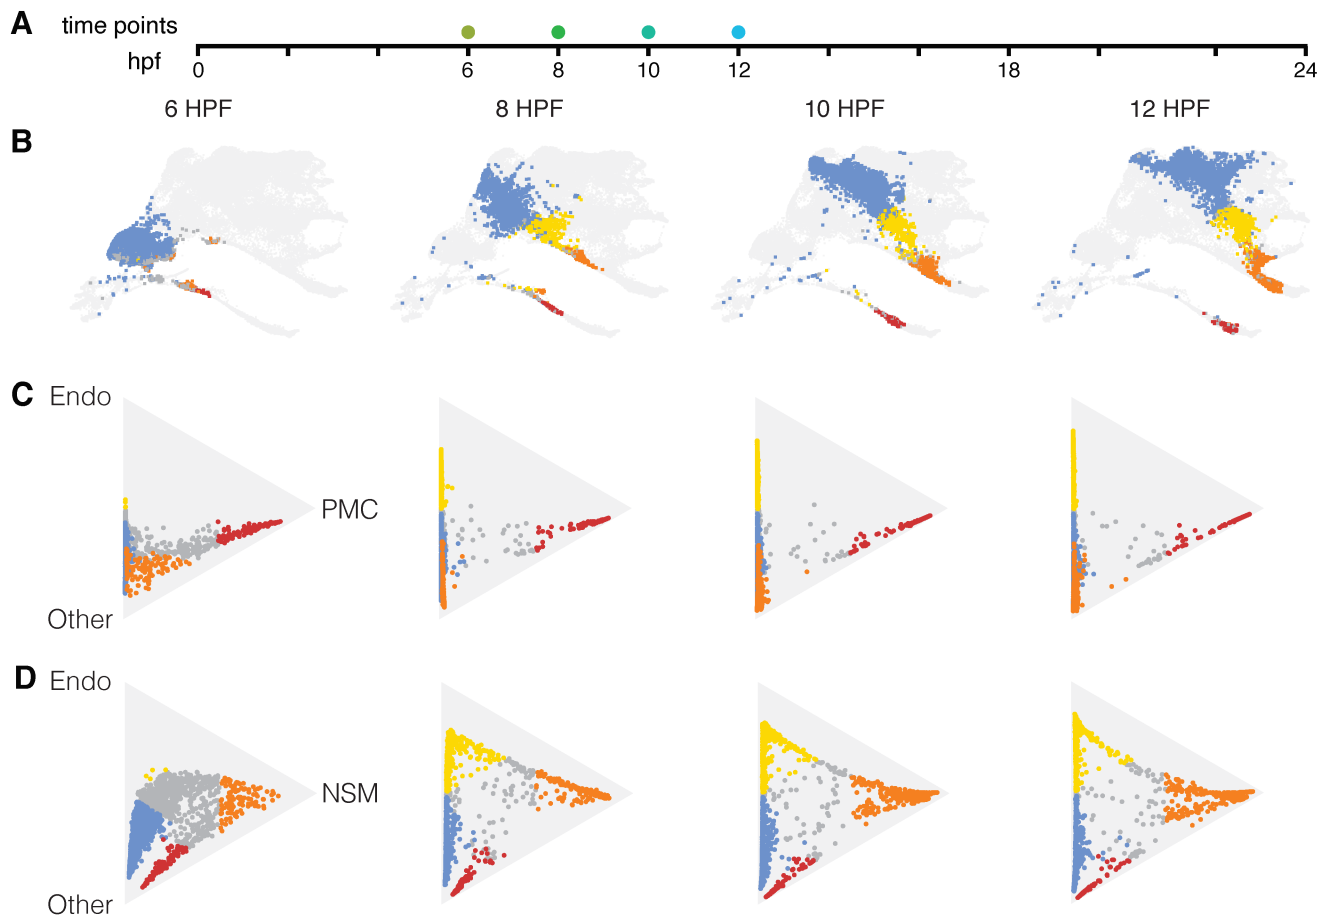 A time points
hpf 0 6 8 10 12 18 24
6 HPF 8 HPF 10 HPF 12 HPF
B
C Endo
PMC
Other
D Endo
NSM
Other